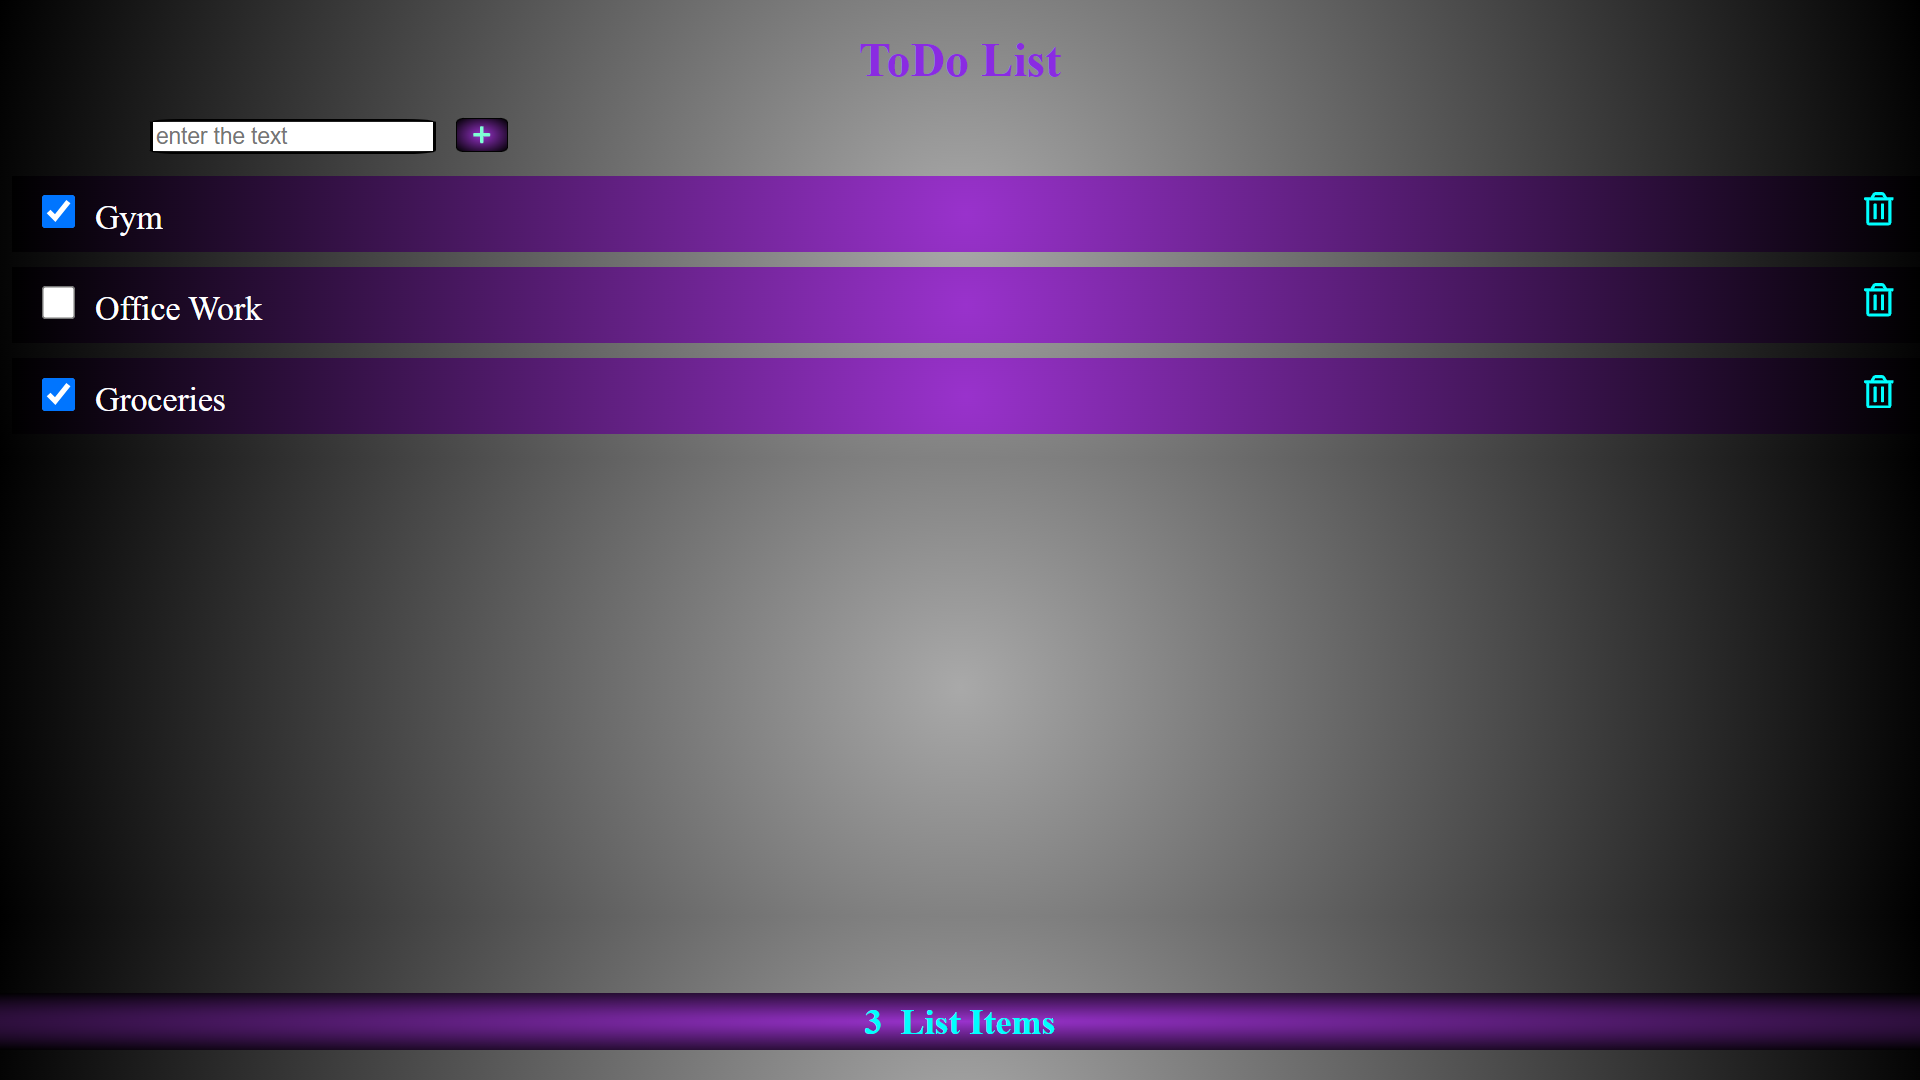 ToDo List
enter the text +
Gym
Office Work
Groceries
3 List Items